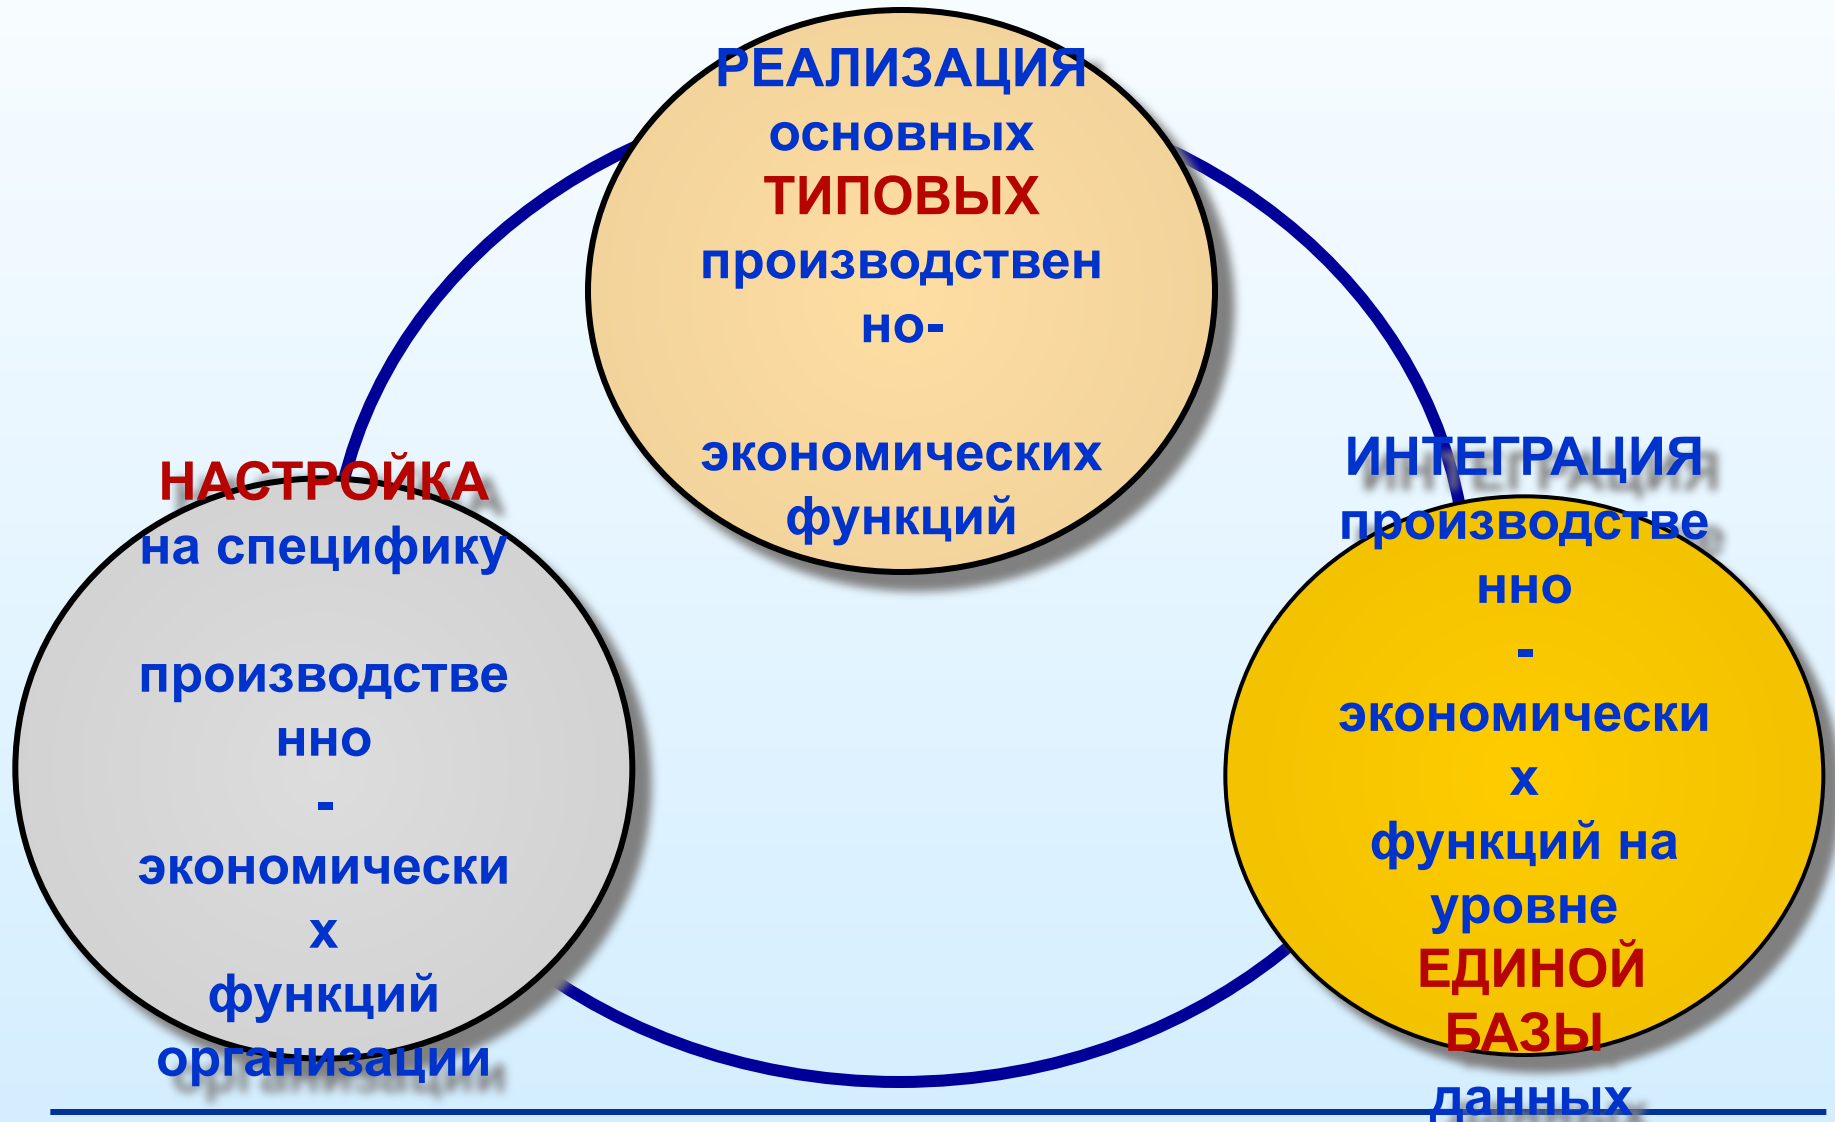 РЕАЛИЗАЦИЯ
основных
ТИПОВЫХ
производствен
но-
экономических
функций
НАСТРОЙКА
на специфику
производстве
нно
-
экономически
х
функций
организации
ИНТЕГРАЦИЯ
производстве
нно
-
экономически
х
функций на
уровне
ЕДИНОЙ
БАЗЫ
данных